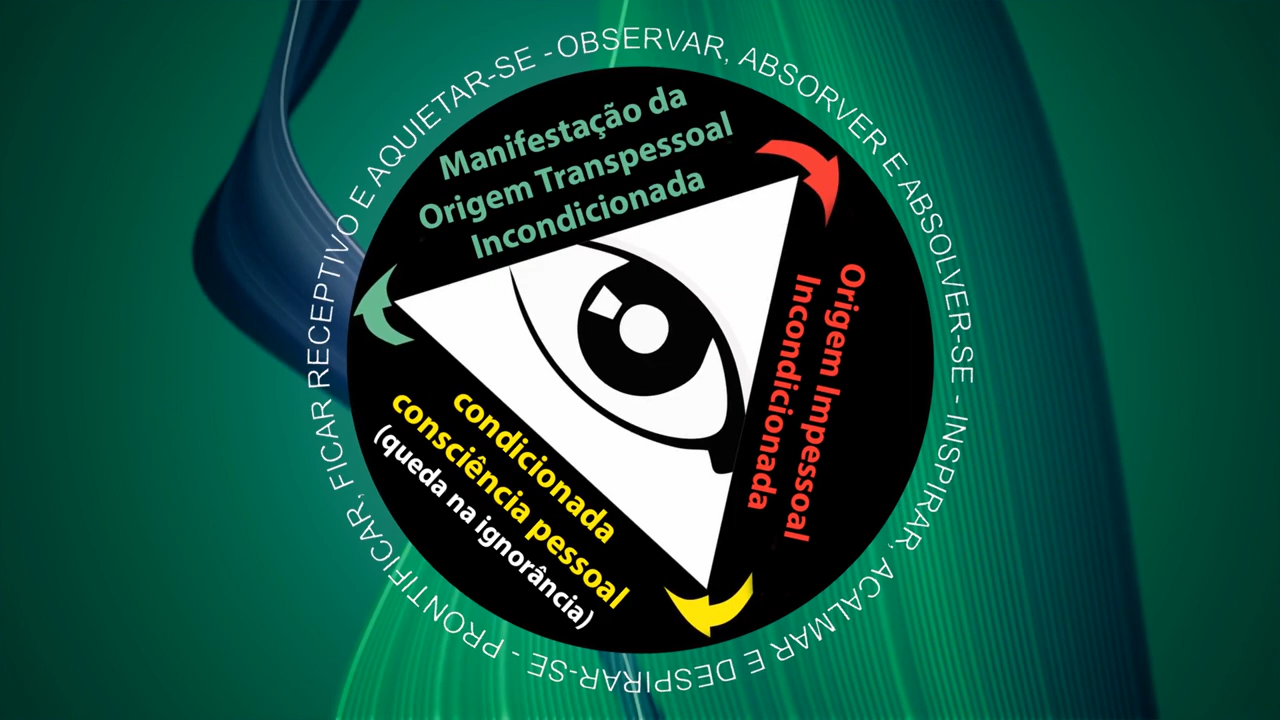 OBSERVAR, ABSORVER E ABSOLVER-SE - INSPIRAR, ACALMAR E DESPIRAR-SE - PRONTIFICAR, FICAR RECEPTIVO E AQUIETAR-SE -
Manifestação da
Origem Transpessoal
Incondicionada
Origem Impessoal
Incondicionada
condicionada
consciência pessoal
(queda na ignorância)